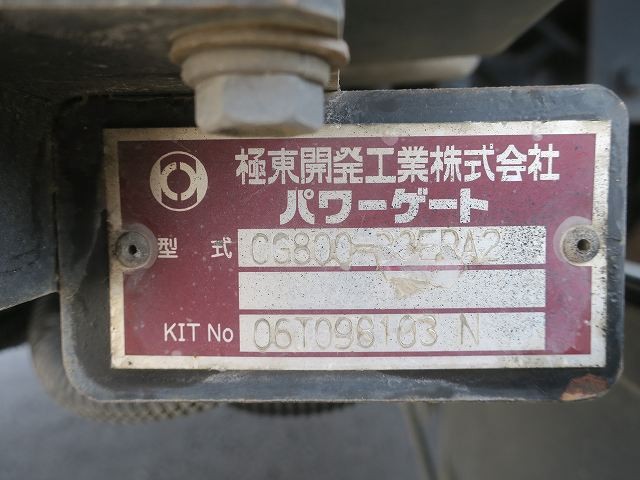 極東開発工業株式会社
パワーゲート
型 式 CG800-33ERA2
KIT No 06T098103 N